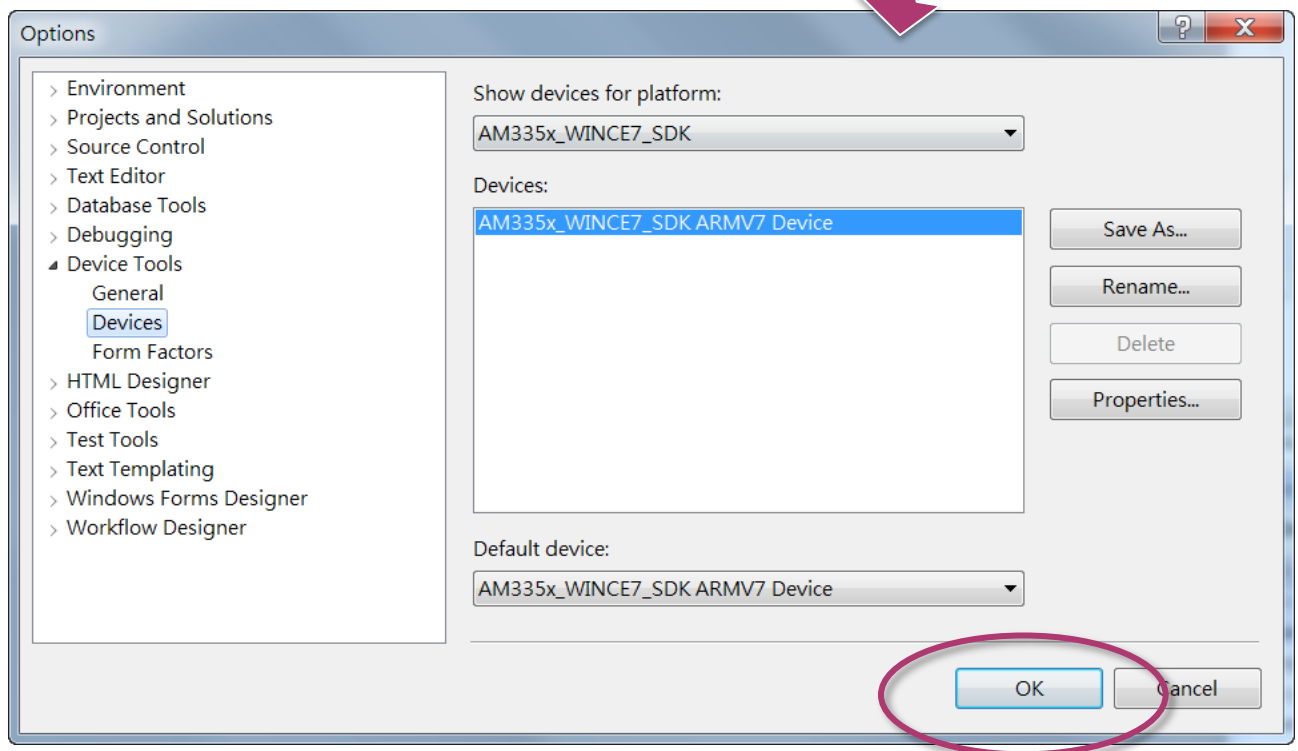 Options
Environment
Projects and Solutions
Source Control
Text Editor
Database Tools
Debugging
Device Tools
General
Devices
Form Factors
HTML Designer
Office Tools
Test Tools
Text Templating
Windows Forms Designer
Workflow Designer
Show devices for platform:
AM335x_WINCE7_SDK
Devices:
AM335x_WINCE7_SDK ARMV7 Device
Save As...
Rename...
Delete
Properties...
Default device:
AM335x_WINCE7_SDK ARMV7 Device
OK
Cancel